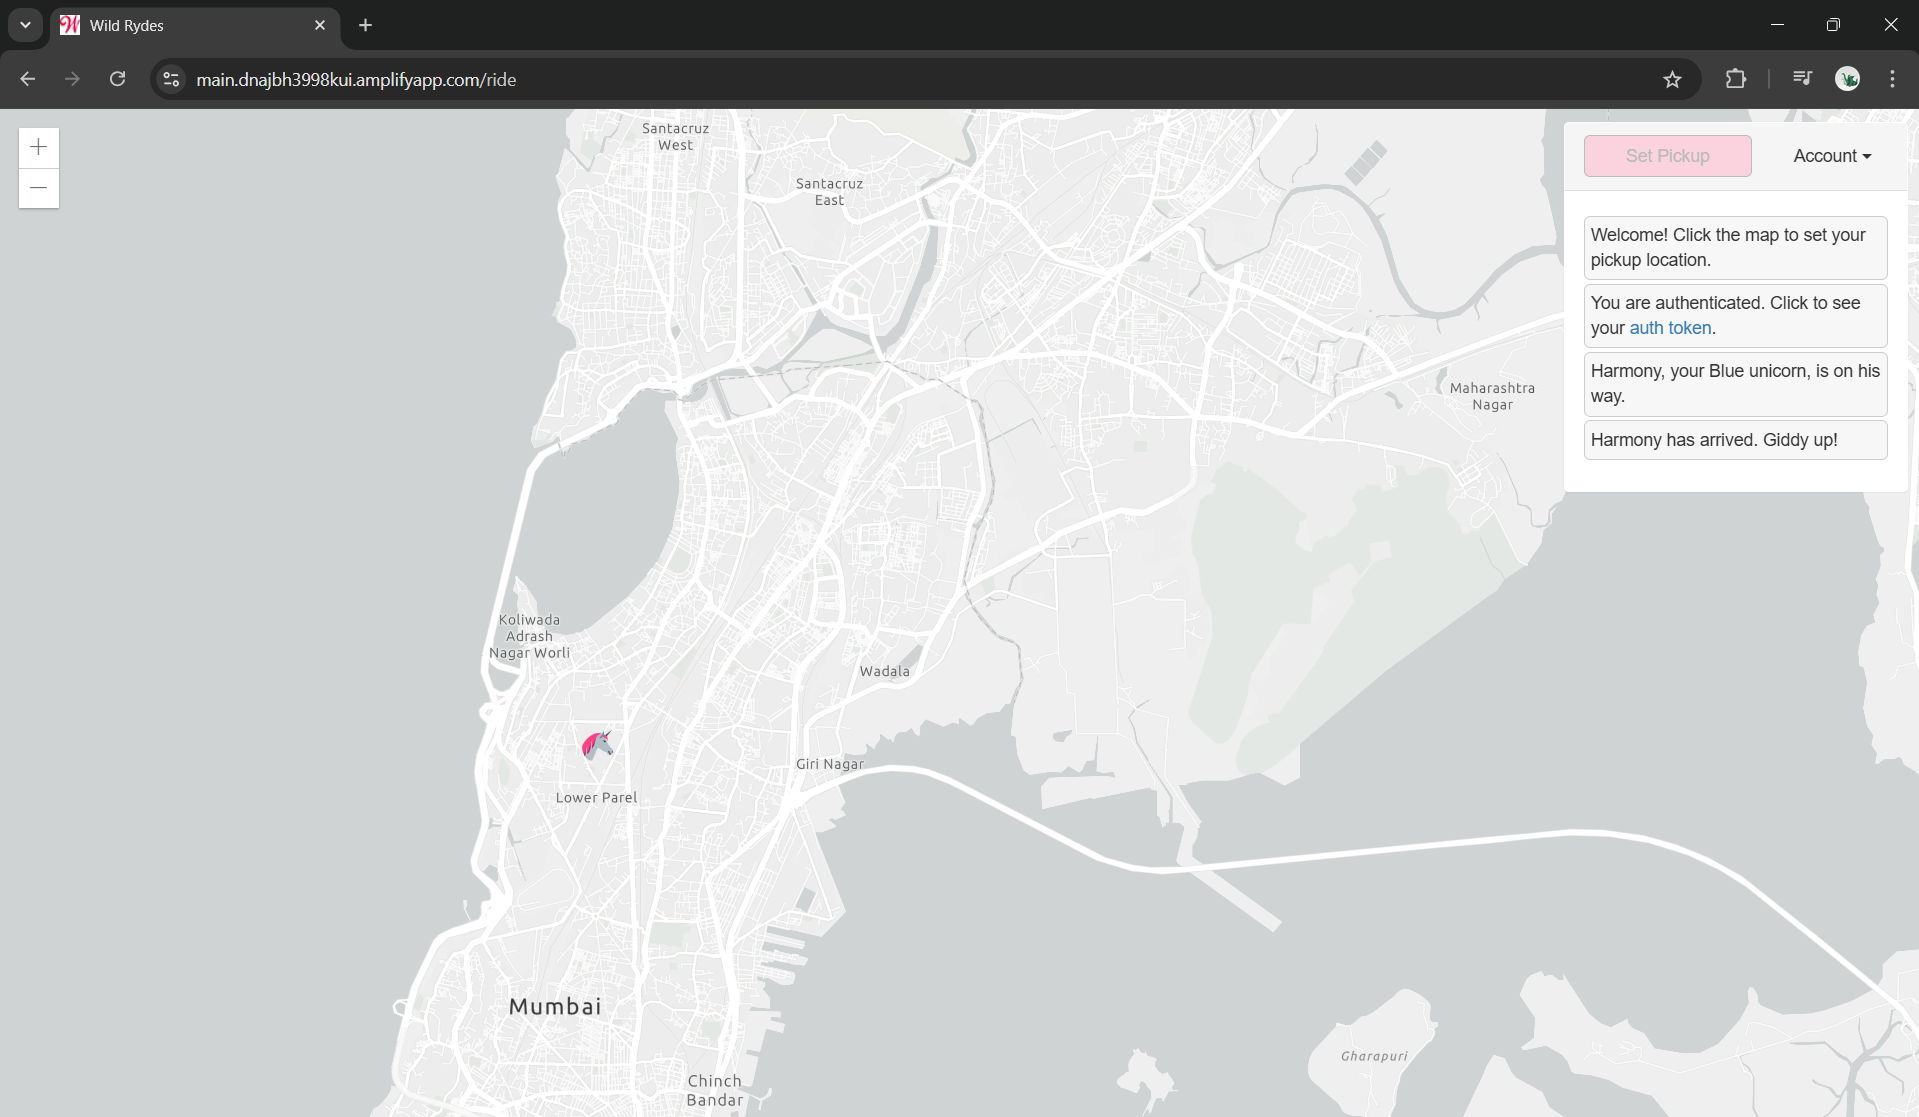 Wild Rydes
main.dnajbh3998kui.amplifyapp.com/ride
Set Pickup
Account
Welcome! Click the map to set your
pickup location.
You are authenticated. Click to see
your auth token.
Harmony, your Blue unicorn, is on his
way.
Harmony has arrived. Giddy up!
Santacruz
West
Santacruz
East
Maharashtra
Nagar
Koliwada
Adrash
Nagar Worli
Wadala
Giri Nagar
Lower Parel
Mumbai
Gharapuri
Chinch
Bandar